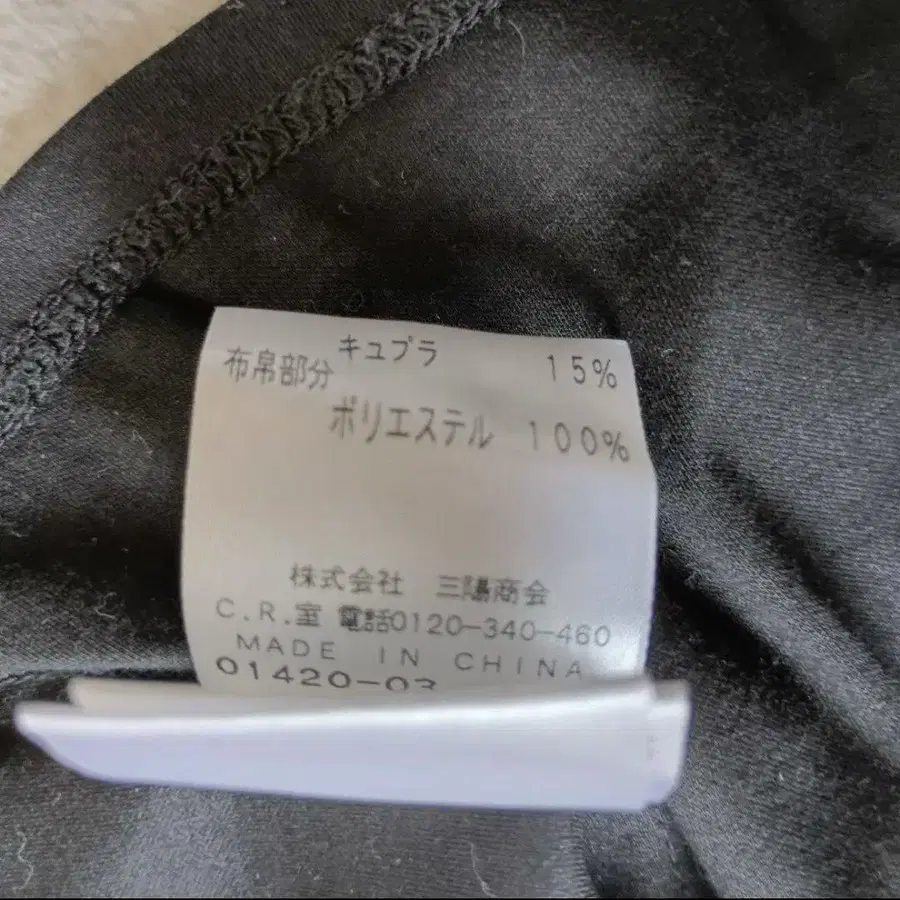 キュプラ 15%
布帛部分
ポリエステル 100%
株式会社 三陽商会
C.R.室 電話0120-340-460
MADE IN CHINA
01420-03